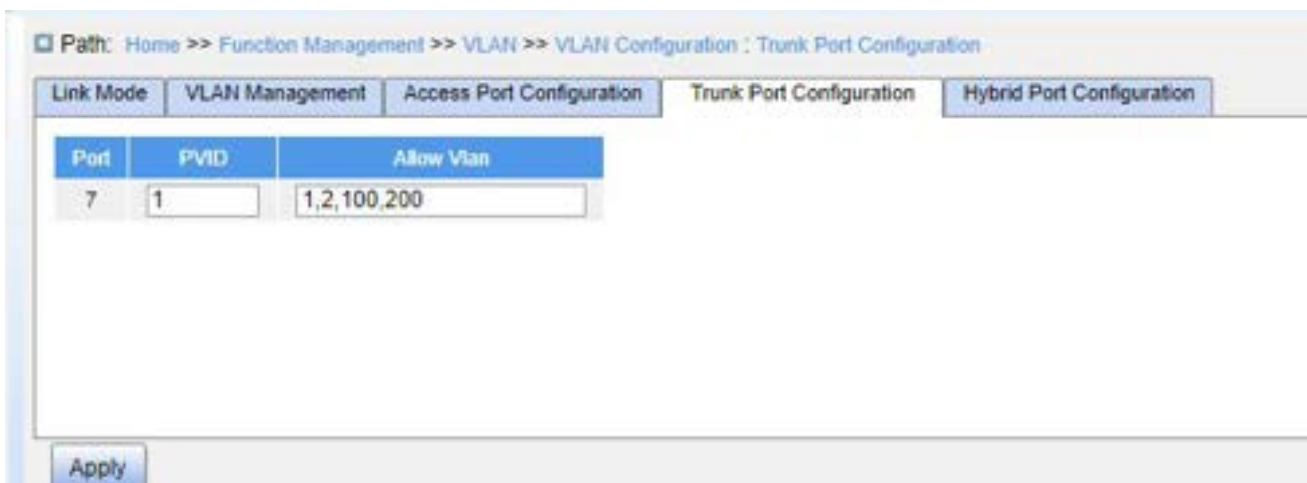 Path: Home >> Function Management >> VLAN >> VLAN Configuration : Trunk Port Configuration
Link Mode VLAN Management Access Port Configuration Trunk Port Configuration Hybrid Port Configuration
Port PVID Allow Vlan
7 1 1,2,100,200
Apply